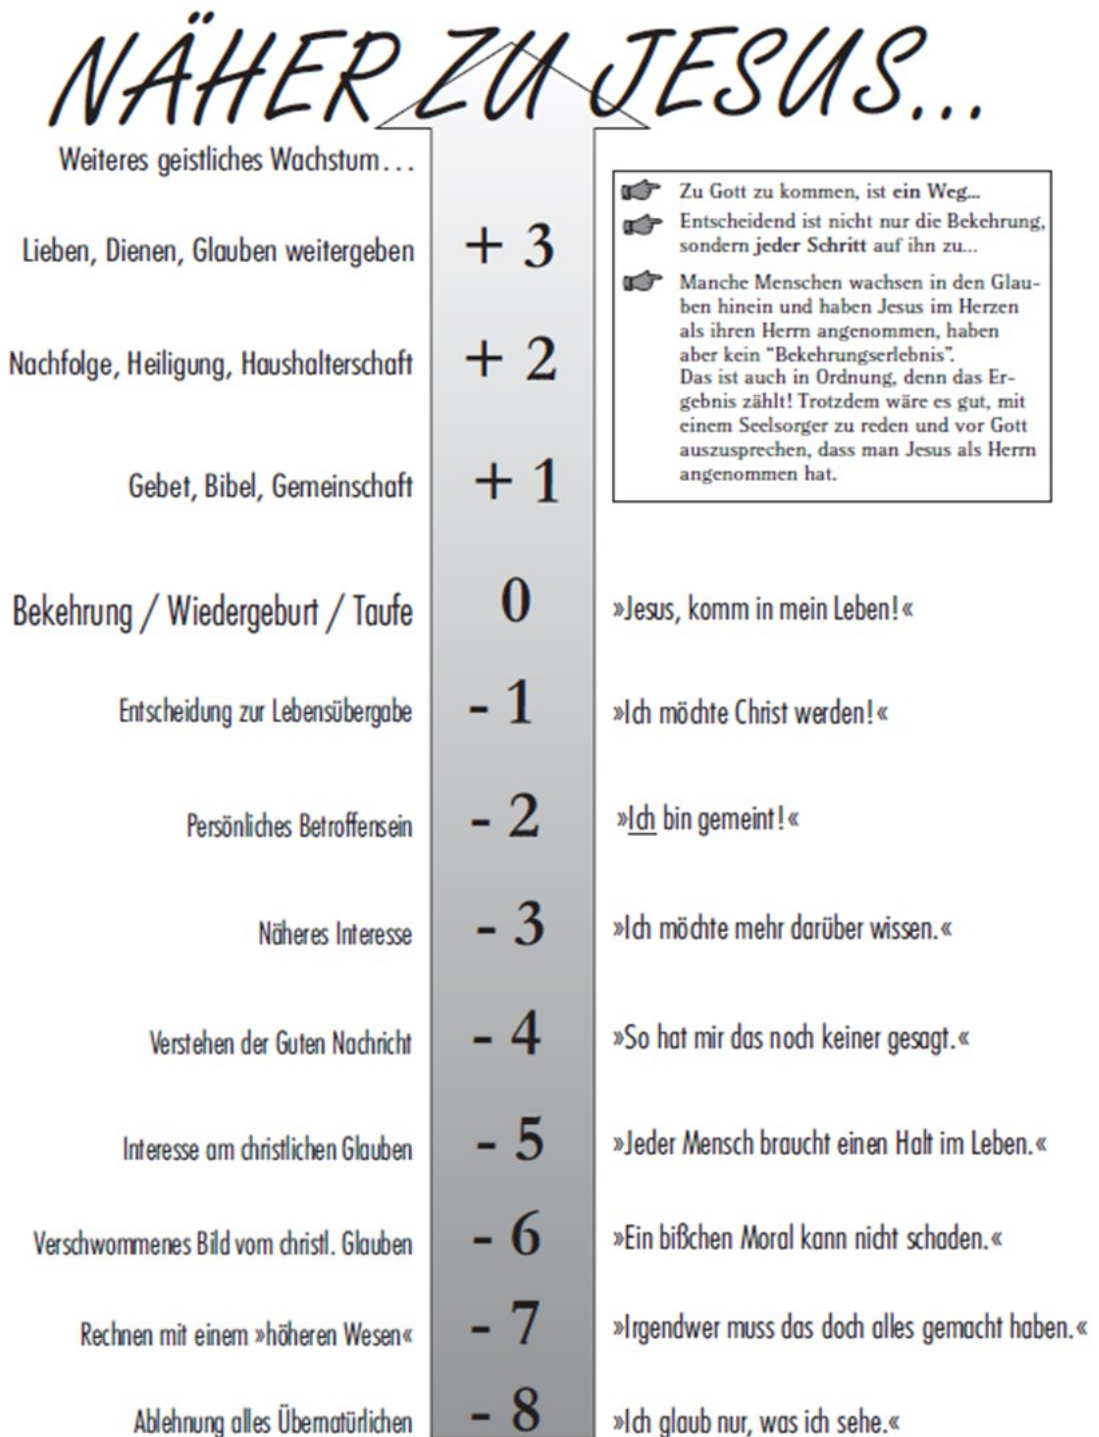 NÄHER ZU JESUS...
Weiteres geistliches Wachstum...
Zu Gott zu kommen, ist ein Weg...
Entscheidend ist nicht nur die Bekehrung,
sondern jeder Schritt auf ihn zu...
Manche Menschen wachsen in den Glau-
ben hinein und haben Jesus im Herzen
als ihren Herrn angenommen, haben
aber kein "Bekehrungserlebnis".
Das ist auch in Ordnung, denn das Er-
gebnis zählt! Trotzdem wäre es gut, mit
einem Seelsorger zu reden und vor Gott
auszusprechen, dass man Jesus als Herrn
angenommen hat.
Lieben, Dienen, Glauben weitergeben + 3
Nachfolge, Heiligung, Haushalterschaft + 2
Gebet, Bibel, Gemeinschaft + 1
Bekehrung / Wiedergeburt / Taufe 0 »Jesus, komm in mein Leben!«
Entscheidung zur Lebensübergabe - 1 »Ich möchte Christ werden!«
Persönliches Betroffensein - 2 »Ich bin gemeint!«
Näheres Interesse - 3 »Ich möchte mehr darüber wissen.«
Verstehen der Guten Nachricht - 4 »So hat mir das noch keiner gesagt.«
Interesse am christlichen Glauben - 5 »Jeder Mensch braucht einen Halt im Leben.«
Verschwommenes Bild vom christl. Glauben - 6 »Ein bißchen Moral kann nicht schaden.«
Rechnen mit einem »höheren Wesen« - 7 »Irgendwer muss das doch alles gemacht haben.«
Ablehnung alles Übernatürlichen - 8 »Ich glaub nur, was ich sehe.«